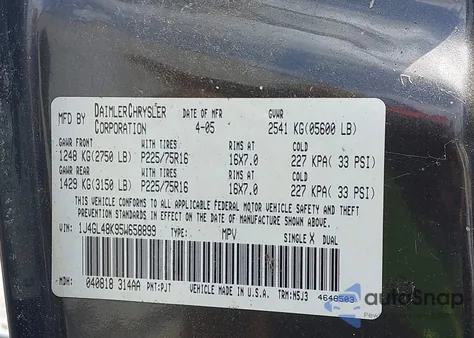 MFD BY DAIMLERCHRYSLER CORPORATION DATE OF MFR 4-05 GVWR 2541 KG(05600 LB)
GAWR FRONT WITH TIRES RIMS AT COLD
1248 KG(2750 LB) P225/75R16 16X7.0 227 KPA( 33 PSI)
GAWR REAR WITH TIRES RIMS AT COLD
1429 KG(3150 LB) P225/75R16 16X7.0 227 KPA( 33 PSI)
THIS VEHICLE CONFORMS TO ALL APPLICABLE FEDERAL MOTOR VEHICLE SAFETY AND
THEFT PREVENTION STANDARDS IN EFFECT ON THE DATE OF MANUFACTURE SHOWN ABOVE.
VIN: 1J4GL48K95W658899 TYPE: MPV SINGLE X DUAL
MDH: 040818 314AA PNT:PJT VEHICLE MADE IN U.S.A. TRM:N5J3 4648503
autoSnap